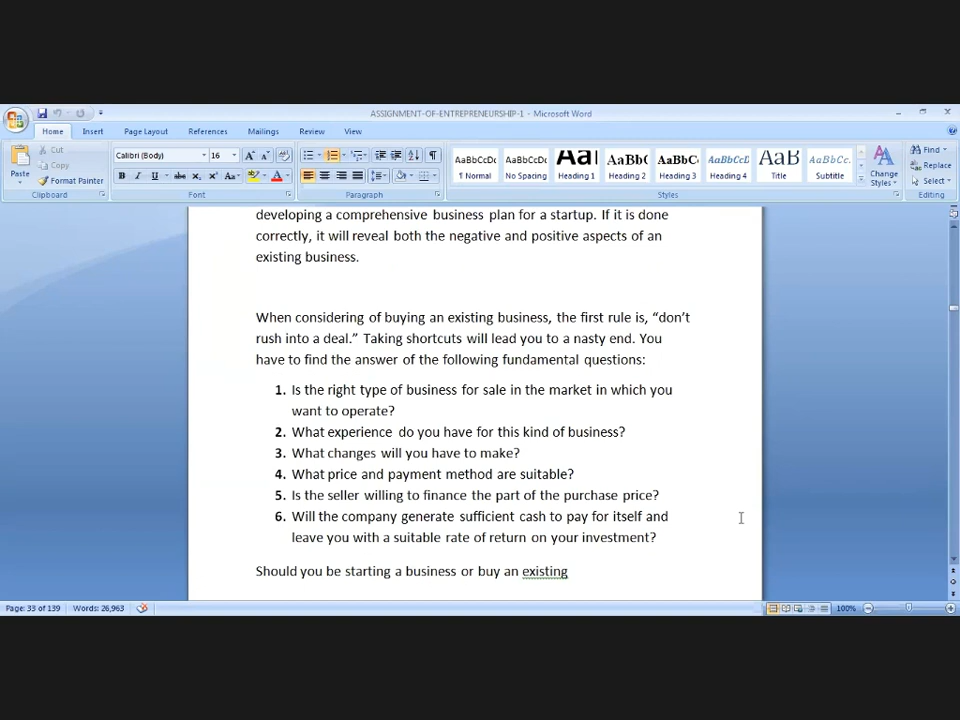 ASSIGNMENT-OF-ENTREPRENEURSHIP-1 - Microsoft Word
Home Insert Page Layout References Mailings Review View
Paste
Cut
Copy
Format Painter
Clipboard
Calibri (Body) 16
Font
Paragraph
AaBbCcDc AaBbCcDc AaI AaBbC AaBbC AaBbCcD AaB AaBbCc.
¶ Normal No Spacing Heading 1 Heading 2 Heading 3 Heading 4 Title Subtitle
Change Styles
Styles
Find
Replace
Select
Editing
developing a comprehensive business plan for a startup. If it is done
correctly, it will reveal both the negative and positive aspects of an
existing business.
When considering of buying an existing business, the first rule is, “don’t
rush into a deal.” Taking shortcuts will lead you to a nasty end. You
have to find the answer of the following fundamental questions:
1. Is the right type of business for sale in the market in which you
want to operate?
2. What experience do you have for this kind of business?
3. What changes will you have to make?
4. What price and payment method are suitable?
5. Is the seller willing to finance the part of the purchase price?
6. Will the company generate sufficient cash to pay for itself and
leave you with a suitable rate of return on your investment?
Should you be starting a business or buy an existing
Page: 33 of 139 Words: 26,963 100%